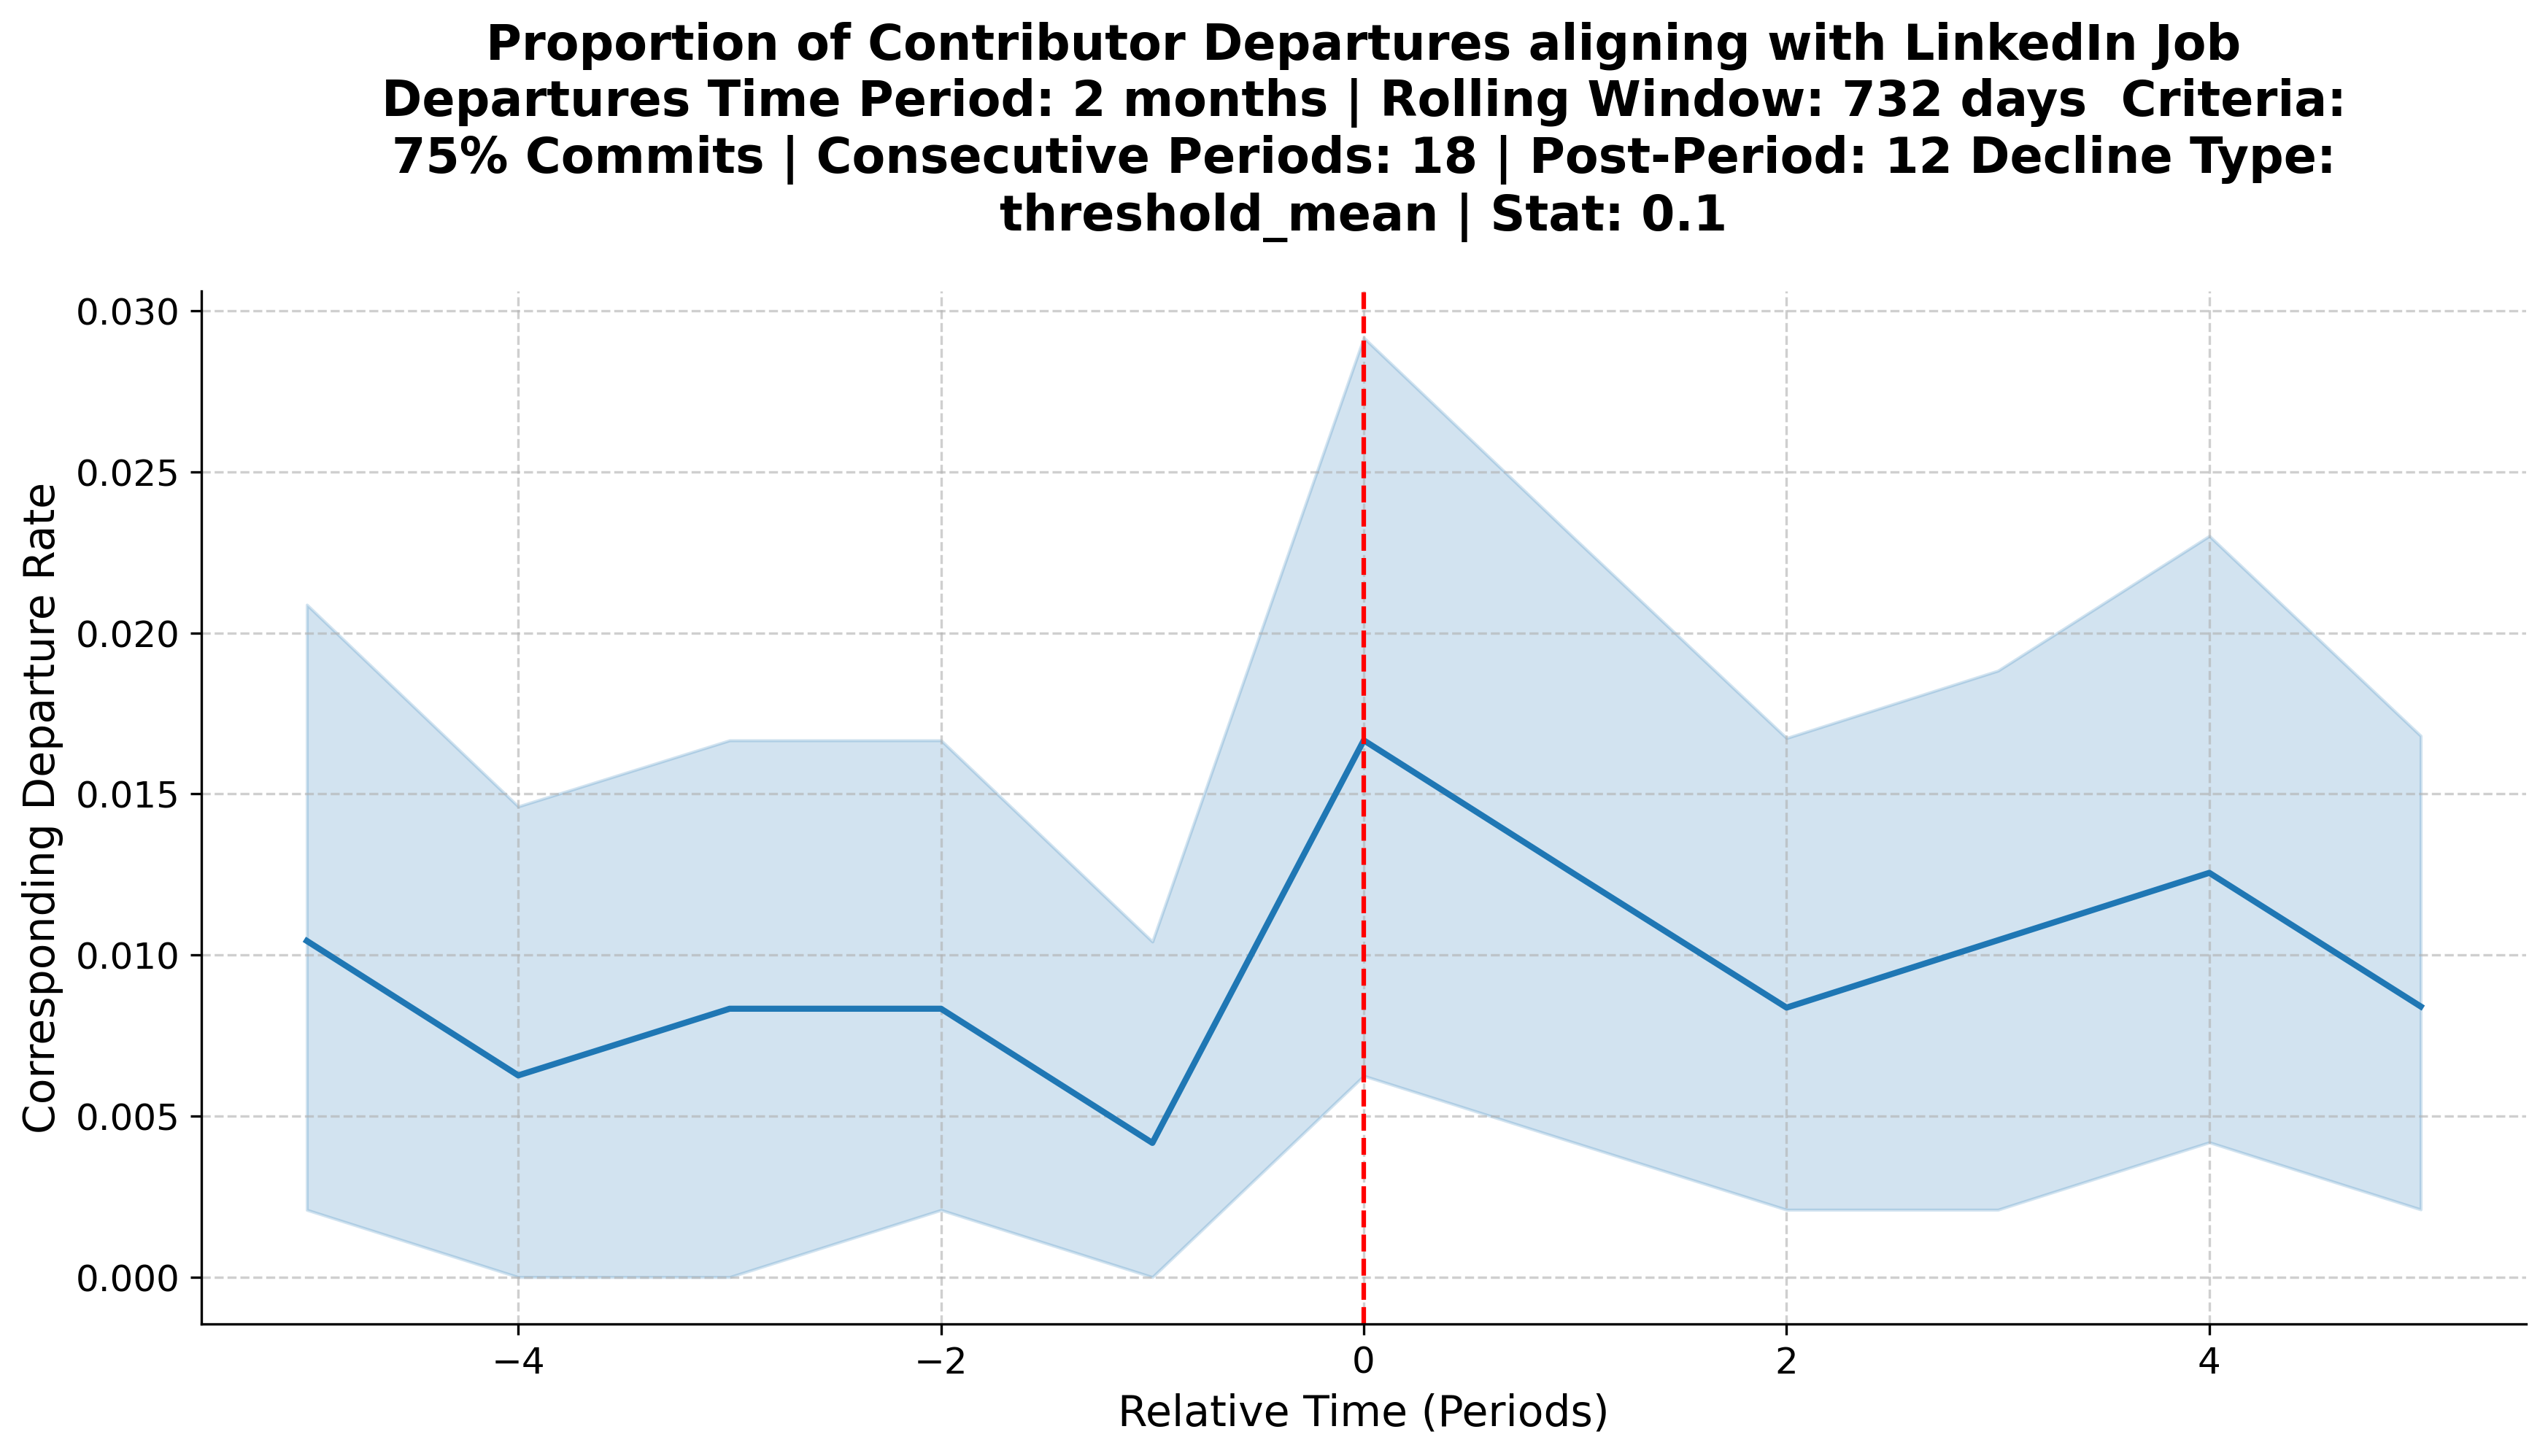 Proportion of Contributor Departures aligning with LinkedIn Job
Departures Time Period: 2 months | Rolling Window: 732 days  Criteria:
75% Commits | Consecutive Periods: 18 | Post-Period: 12 Decline Type:
threshold_mean | Stat: 0.1
0.030
0.025
0.020
0.015
0.010
0.005
0.000
Corresponding Departure Rate
−4
−2
0
2
4
Relative Time (Periods)